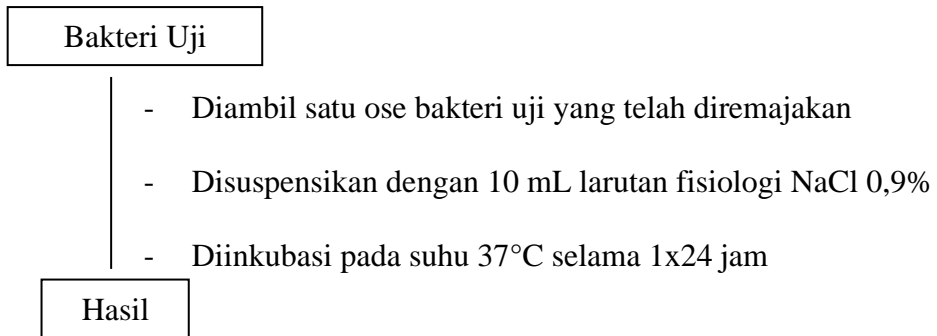 Bakteri Uji
- Diambil satu ose bakteri uji yang telah diremajakan
- Disuspensikan dengan 10 mL larutan fisiologi NaCl 0,9%
- Diinkubasi pada suhu 37°C selama 1x24 jam
Hasil